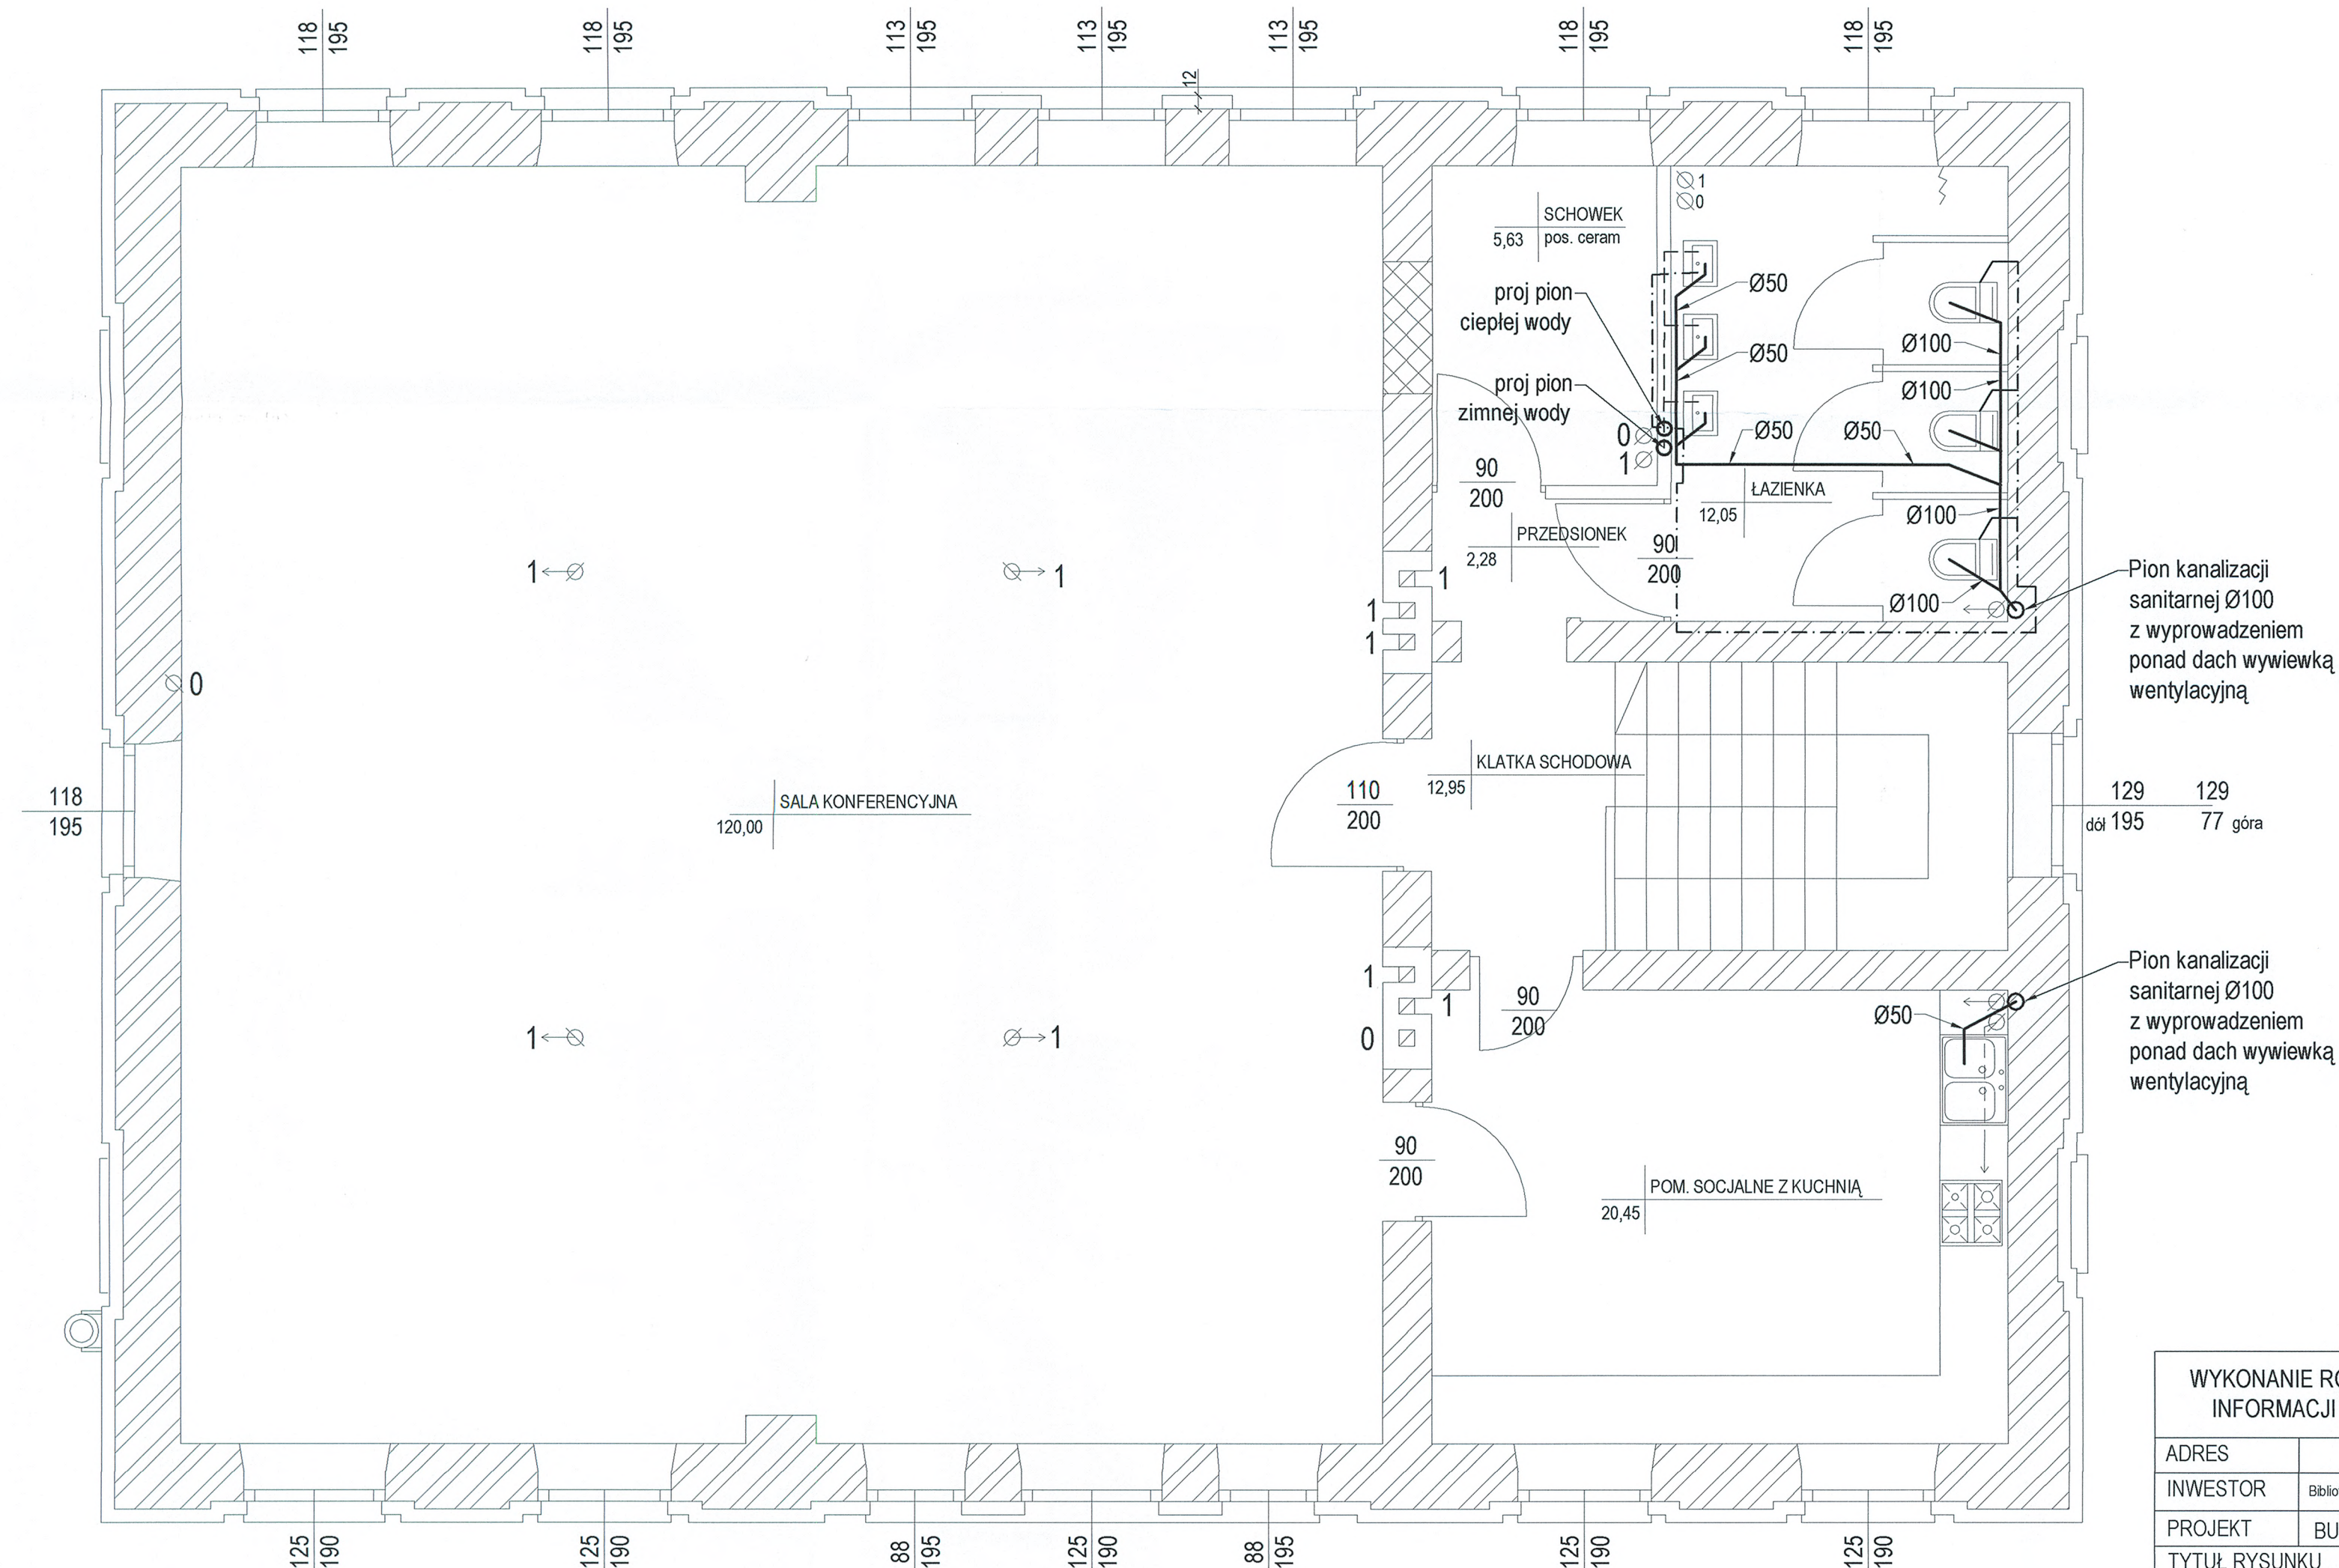 118
195
118
195
113
195
113
195
113
195
118
195
118
195
12
SCHOWEK
5,63 pos. ceram
1
0
proj pion
ciepłej wody
proj pion
zimnej wody
0
1
Ø50
Ø50
Ø50
Ø50
Ø100
Ø100
Ø100
Ø100
90
200
ŁAZIENKA
12,05
PRZEDSIONEK
2,28
90
200
Pion kanalizacji
sanitarnej Ø100
z wyprowadzeniem
ponad dach wywiewką
wentylacyjną
1
1
1
1
1
0
118
195
SALA KONFERENCYJNA
120,00
110
200
KLATKA SCHODOWA
12,95
129 129
dół 195 77 góra
1
1
1
1
0
90
200
Ø50
Pion kanalizacji
sanitarnej Ø100
z wyprowadzeniem
ponad dach wywiewką
wentylacyjną
90
200
POM. SOCJALNE Z KUCHNIĄ
20,45
125
190
125
190
88
195
125
190
88
195
125
190
125
190
INFORMACJI
WYKONANIE
ADRES
INWESTOR
PROJEKT
TYTUŁ RYSUNKU